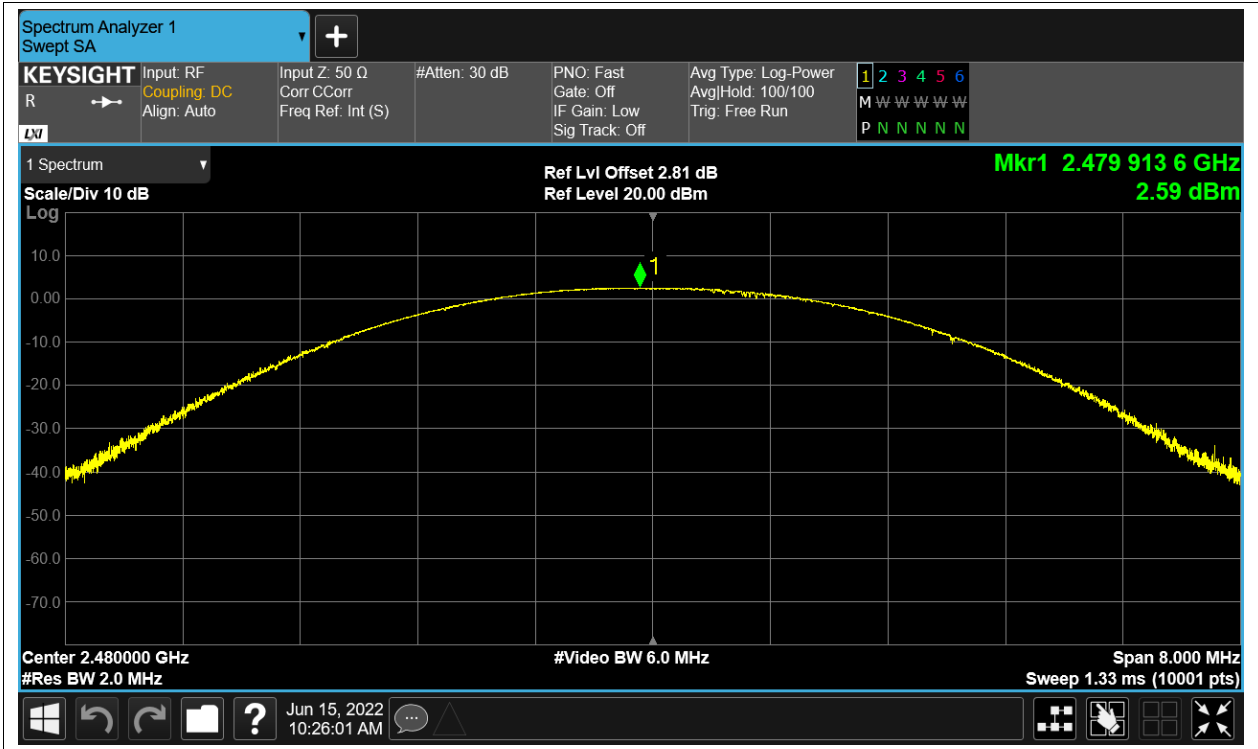 Spectrum Analyzer 1
Swept SA
KEYSIGHT
R
LXI
Input: RF
Coupling: DC
Align: Auto
Input Z: 50 Ω
Corr CCorr
Freq Ref: Int (S)
#Atten: 30 dB
PNO: Fast
Gate: Off
IF Gain: Low
Sig Track: Off
Avg Type: Log-Power
Avg|Hold: 100/100
Trig: Free Run
1 2 3 4 5 6
M W W W W W
P N N N N N
1 Spectrum
Scale/Div 10 dB
Log
Ref Lvl Offset 2.81 dB
Ref Level 20.00 dBm
Mkr1 2.479 913 6 GHz
2.59 dBm
1
10.0
0.00
-10.0
-20.0
-30.0
-40.0
-50.0
-60.0
-70.0
Center 2.480000 GHz
#Video BW 6.0 MHz
Span 8.000 MHz
#Res BW 2.0 MHz
Sweep 1.33 ms (10001 pts)
?
Jun 15, 2022
10:26:01 AM